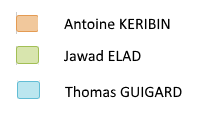 Antoine KERIBIN
Jawad ELAD
Thomas GUIGARD